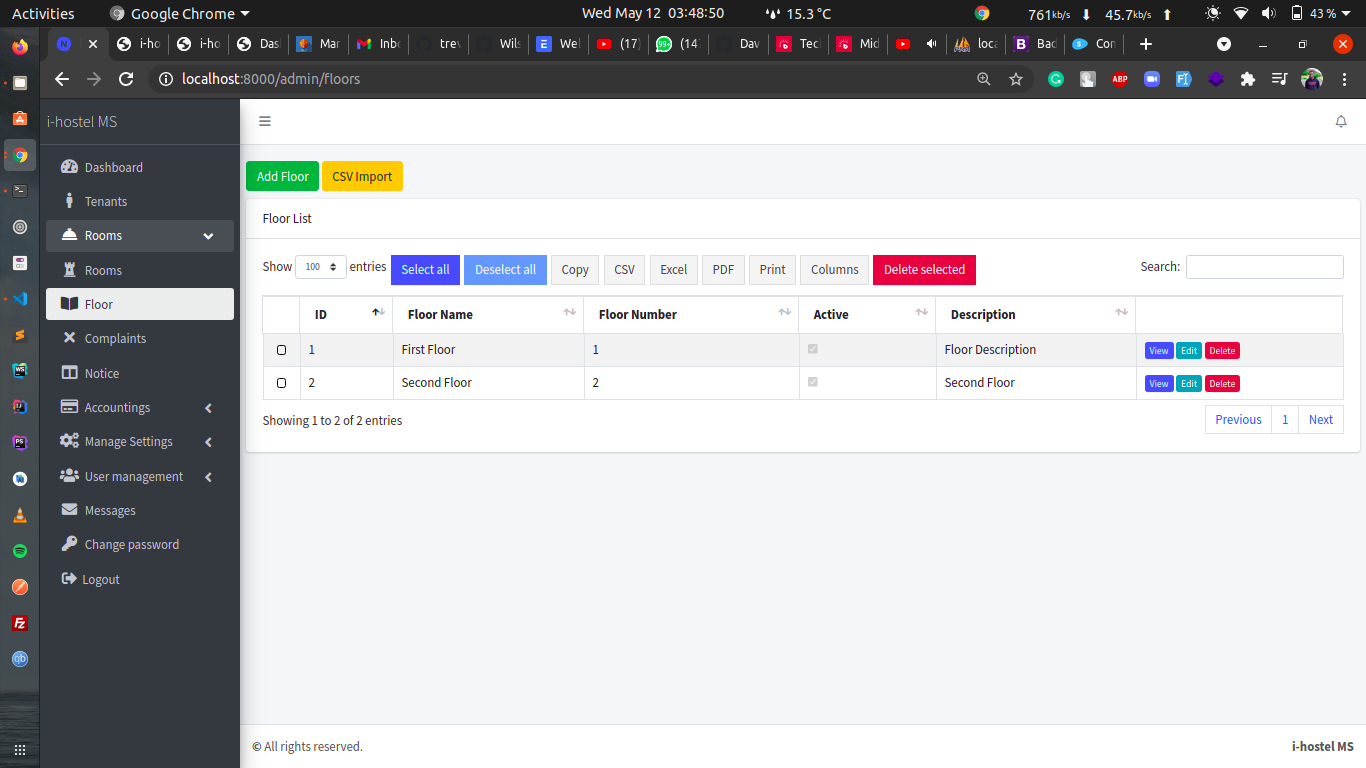 Activities Google Chrome Wed May 12 03:48:50 15.3 °C 761kb/s 45.7kb/s 43 %
i-ho i-ho Das Mar Inbo trev Wils Wel (17) (14 Dav Tec Mid loca Bad Con
localhost:8000/admin/floors
ABP
i-hostel MS
Dashboard
Tenants
Rooms
Rooms
Floor
Complaints
Notice
Accountings
Manage Settings
User management
Messages
Change password
Logout
Add Floor CSV Import
Floor List
Show 100 entries Select all Deselect all Copy CSV Excel PDF Print Columns Delete selected Search:
ID Floor Name Floor Number Active Description
1 First Floor 1 Floor Description View Edit Delete
2 Second Floor 2 Second Floor View Edit Delete
Showing 1 to 2 of 2 entries Previous 1 Next
© All rights reserved. i-hostel MS